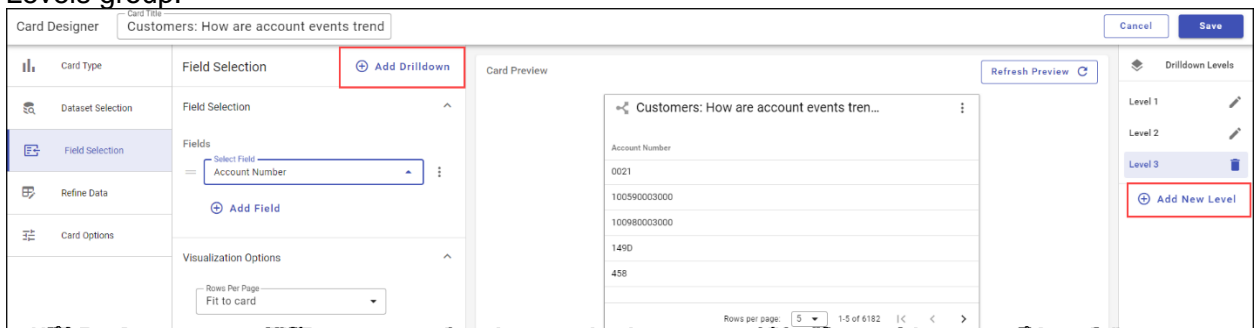 Levels group.
Card Designer
Card Title
Customers: How are account events trend
Cancel
Save
Card Type
Dataset Selection
Field Selection
Refine Data
Card Options
Field Selection
Add Drilldown
Field Selection
Fields
Select Field
Account Number
Add Field
Visualization Options
Rows Per Page
Fit to card
Card Preview
Refresh Preview
Customers: How are account events tren...
Account Number
0021
100590003000
100980003000
149D
458
Rows per page: 5 1-5 of 6182
Drilldown Levels
Level 1
Level 2
Level 3
Add New Level